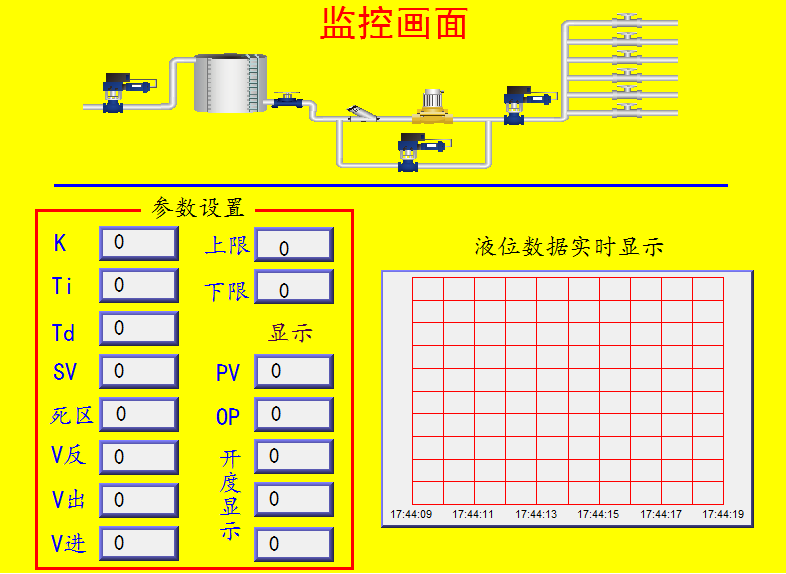 监控画面
参数设置
K 0 上限 0
Ti 0 下限 0
Td 0 显示
SV 0 PV 0
死区 0 OP 0
V反 0 开度显示 0
V出 0 0
V进 0 0
液位数据实时显示
17:44:09 17:44:11 17:44:13 17:44:15 17:44:17 17:44:19